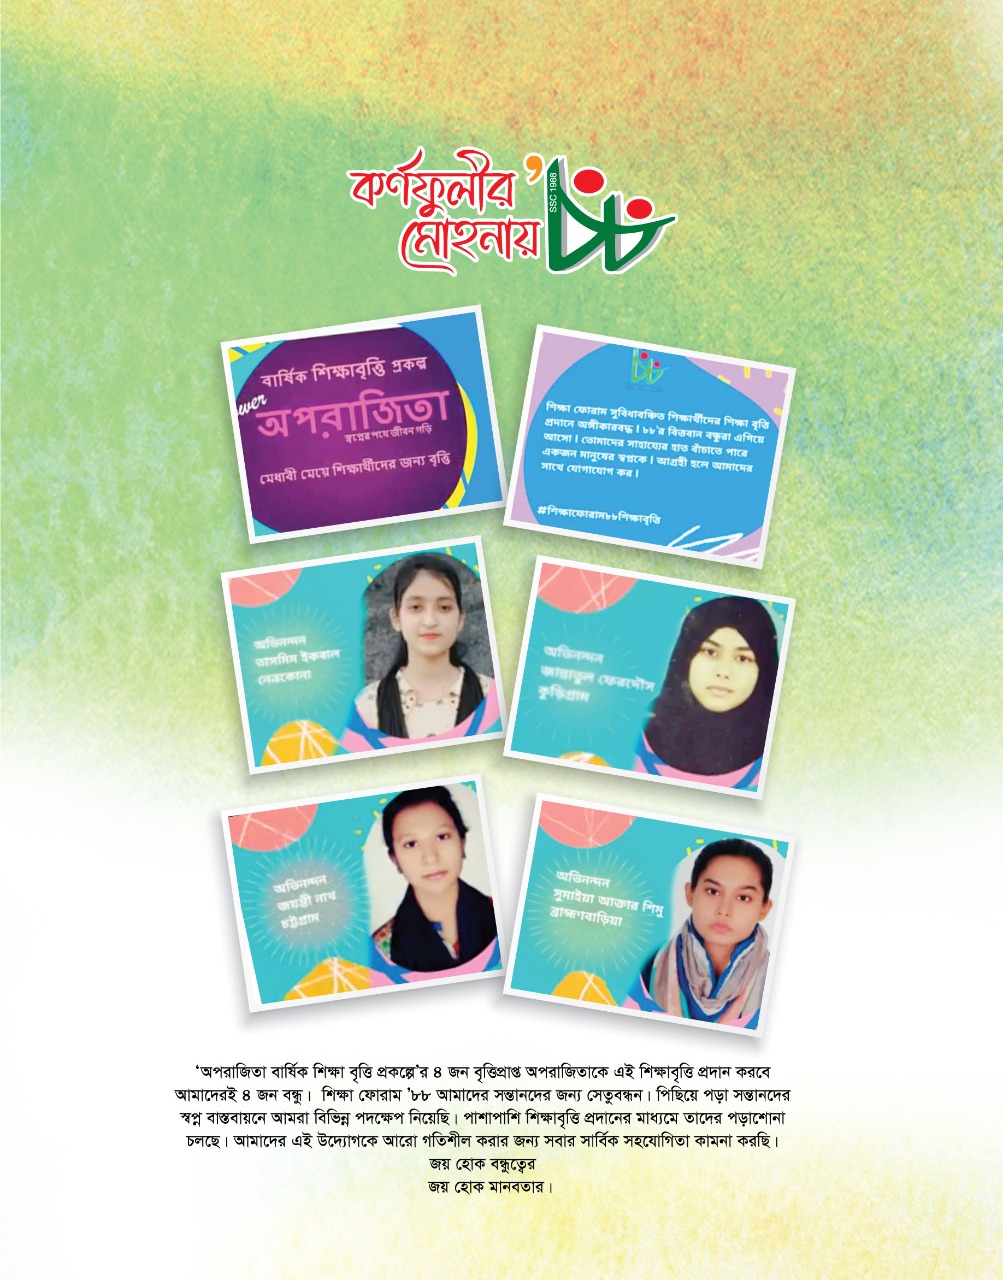 কর্ণফুলীর
মোহনায়
'৮৮
SSC 1988
বার্ষিক শিক্ষাবৃত্তি প্রকল্প
wer
অপরাজিতা
স্বপ্নের পথে জীবন গড়ি
মেধাবী মেয়ে শিক্ষার্থীদের জন্য বৃত্তি
৮৮
শিক্ষা ফোরাম সুবিধাবঞ্চিত শিক্ষার্থীদের শিক্ষা বৃত্তি
প্রদানে অঙ্গীকারবদ্ধ। ৮৮'র বিত্তবান বন্ধুরা এগিয়ে
আসো। তোমাদের সাহায্যের হাত বাঁচাতে পারে
একজন মানুষের স্বপ্নকে। আগ্রহী হলে আমাদের
সাথে যোগাযোগ কর।
#শিক্ষাফোরাম৮৮শিক্ষাবৃত্তি
অভিনন্দন
তাসমিম ইকরাল
নেত্রকোনা
অভিনন্দন
জান্নাতুল ফেরদৌস
কুড়িগ্রাম
অভিনন্দন
জয়ন্তী নাথ
চট্টগ্রাম
অভিনন্দন
সুমাইয়া আক্তার শিমু
ব্রাহ্মণবাড়িয়া
'অপরাজিতা বার্ষিক শিক্ষা বৃত্তি প্রকল্পে'র ৪ জন বৃত্তিপ্রাপ্ত অপরাজিতাকে এই শিক্ষাবৃত্তি প্রদান করবে
আমাদেরই ৪ জন বন্ধু। শিক্ষা ফোরাম '৮৮ আমাদের সন্তানদের জন্য সেতুবন্ধন। পিছিয়ে পড়া সন্তানদের
স্বপ্ন বাস্তবায়নে আমরা বিভিন্ন পদক্ষেপ নিয়েছি। পাশাপাশি শিক্ষাবৃত্তি প্রদানের মাধ্যমে তাদের পড়াশোনা
চলছে। আমাদের এই উদ্যোগকে আরো গতিশীল করার জন্য সবার সার্বিক সহযোগিতা কামনা করছি।
জয় হোক বন্ধুত্বের
জয় হোক মানবতার।